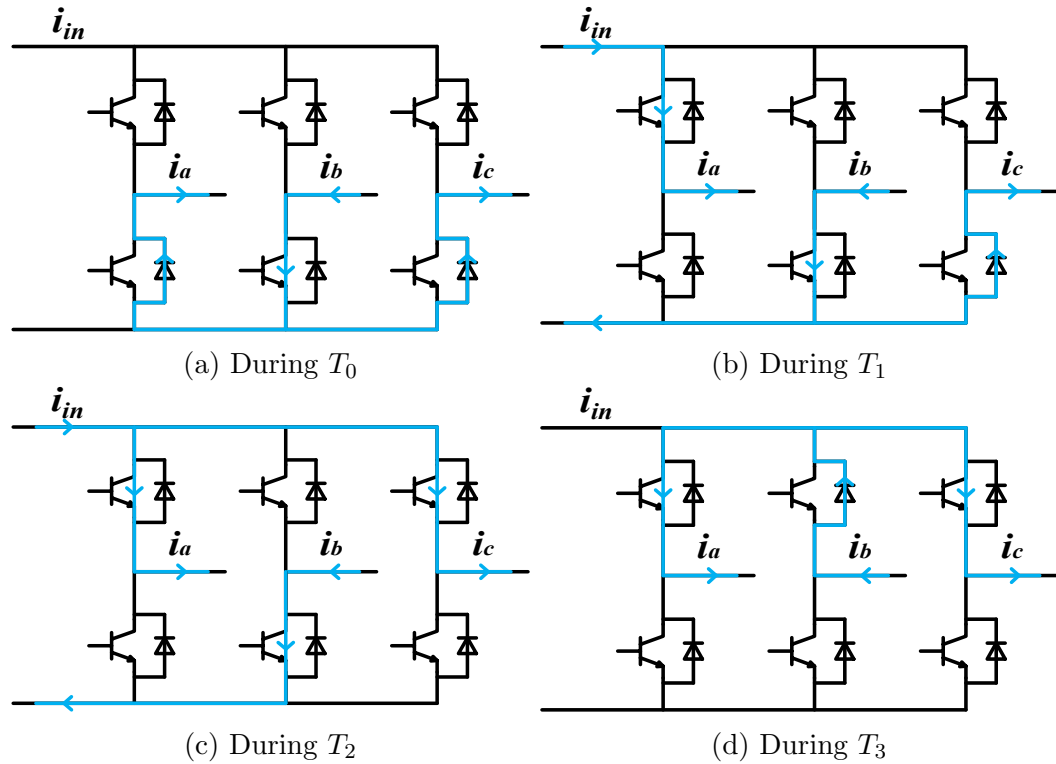 i_in
i_a i_b i_c
(a) During T_0
i_in
i_a i_b i_c
(b) During T_1
i_in
i_a i_b i_c
(c) During T_2
i_in
i_a i_b i_c
(d) During T_3